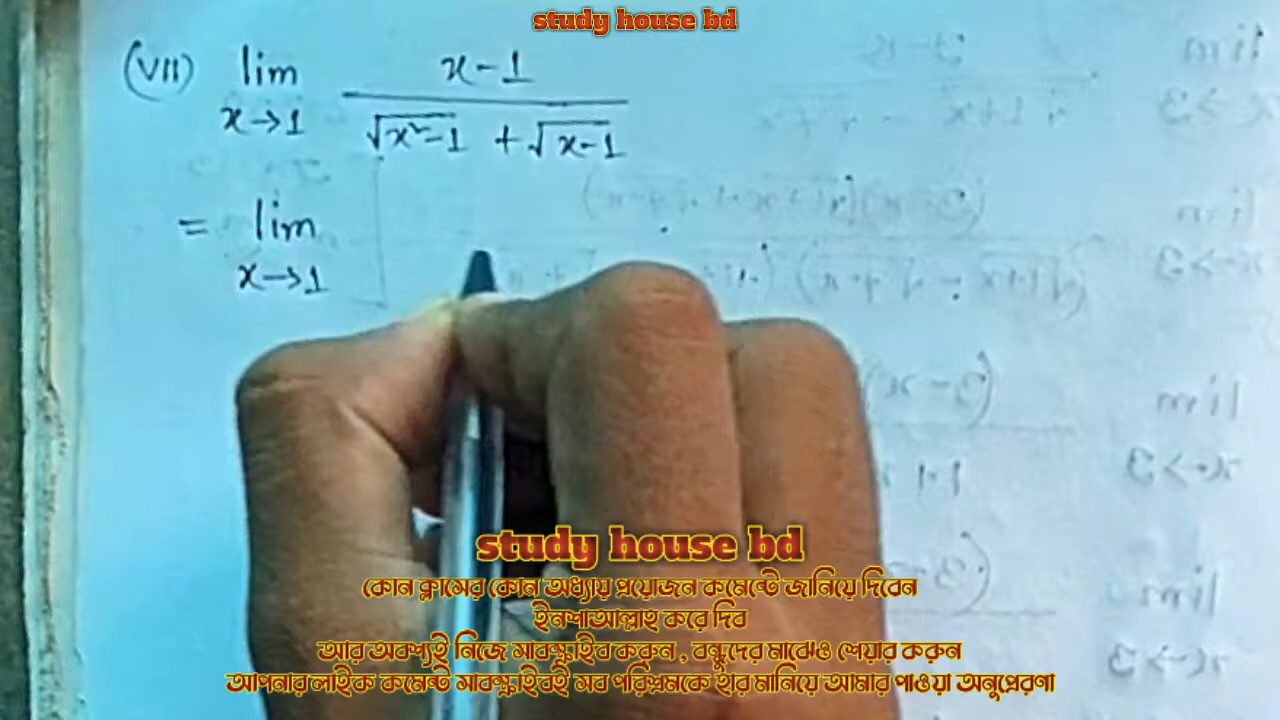 study house bd
(VII) lim x-1
x→1 √x²-1 + √x-1
= lim
x→1
study house bd
কোন ক্লাসের কোন অধ্যায় প্রয়োজন কমেন্টে জানিয়ে দিবেন
ইনশাআল্লাহ করে দিব
আর অবশ্যই নিজে সাবস্ক্রাইব করুন , বন্ধুদের মাঝেও শেয়ার করুন
আপনার লাইক কমেন্ট সাবস্ক্রাইবই সব পরিশ্রমকে হার মানিয়ে আমার পাওয়া অনুপ্রেরণা